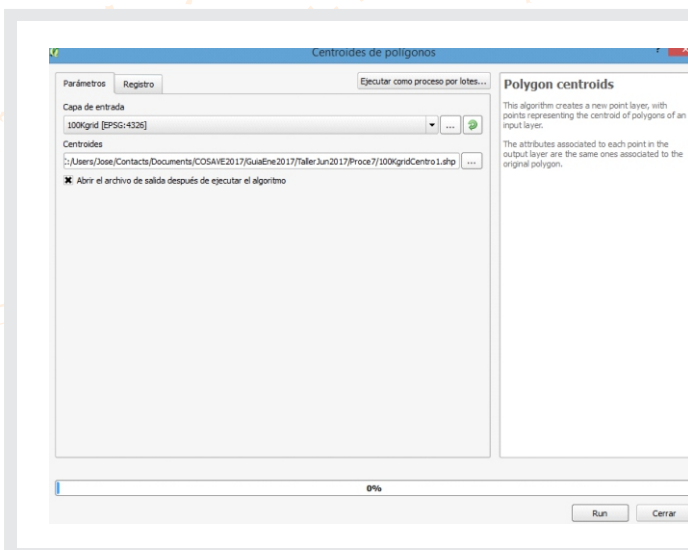 Centroides de polígonos
?
Parámetros
Registro
Ejecutar como proceso por lotes...
Capa de entrada
100Kgrid [EPSG:4326]
...
Centroides
:/Users/Jose/Contacts/Documents/COSAVE2017/GuiaEne2017/TallerJun2017/Proce7/100KgridCentro1.shp
...
Abrir el archivo de salida después de ejecutar el algoritmo
Polygon centroids
This algorithm creates a new point layer, with
points representing the centroid of polygons of an
input layer.
The attributes associated to each point in the
output layer are the same ones associated to the
original polygon.
0%
Run
Cerrar